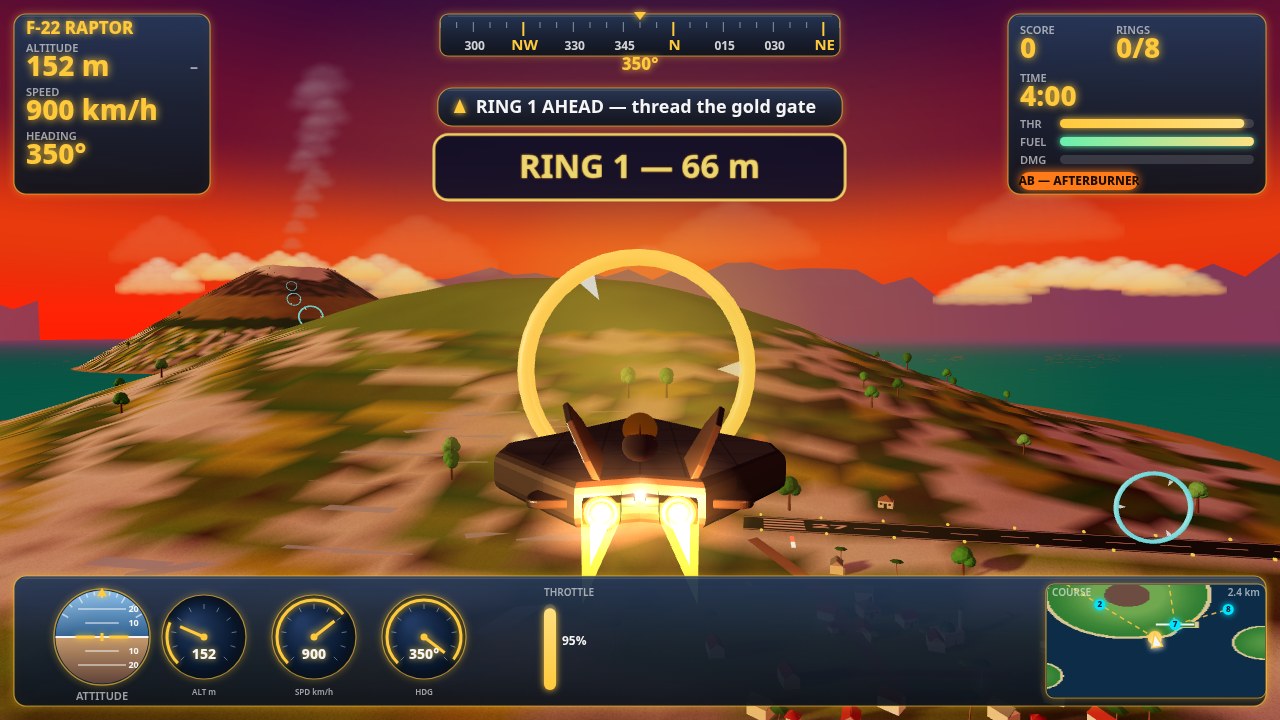 F-22 RAPTOR
ALTITUDE
152 m
–
SPEED
900 km/h
HEADING
350°
300 NW 330 345 N 015 030 NE
350°
▲ RING 1 AHEAD — thread the gold gate
RING 1 — 66 m
SCORE RINGS
0 0/8
TIME
4:00
THR
FUEL
DMG
AB — AFTERBURNER
27
20
10
10
20
ATTITUDE
152
ALT m
900
SPD km/h
350°
HDG
THROTTLE
95%
COURSE 2.4 km
2
8
7